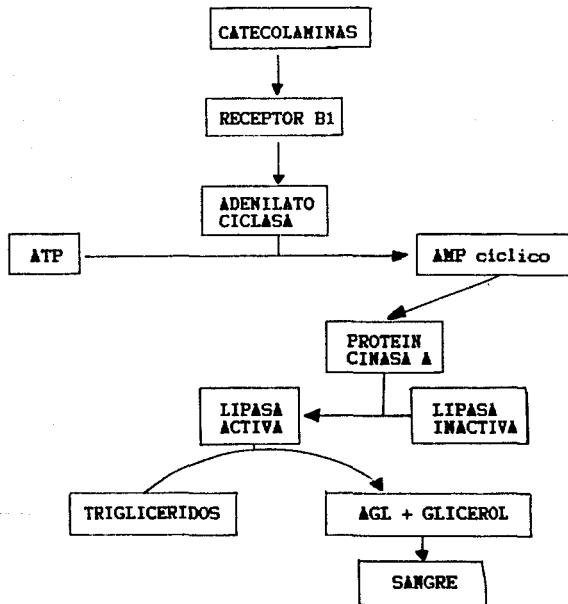 CATECOLAMINAS
RECEPTOR B1
ADENILATO
CICLASA
ATP
AMP ciclico
PROTEIN
CINASA A
LIPASA
ACTIVA
LIPASA
INACTIVA
TRIGLICERIDOS
AGL + GLICEROL
SANGRE